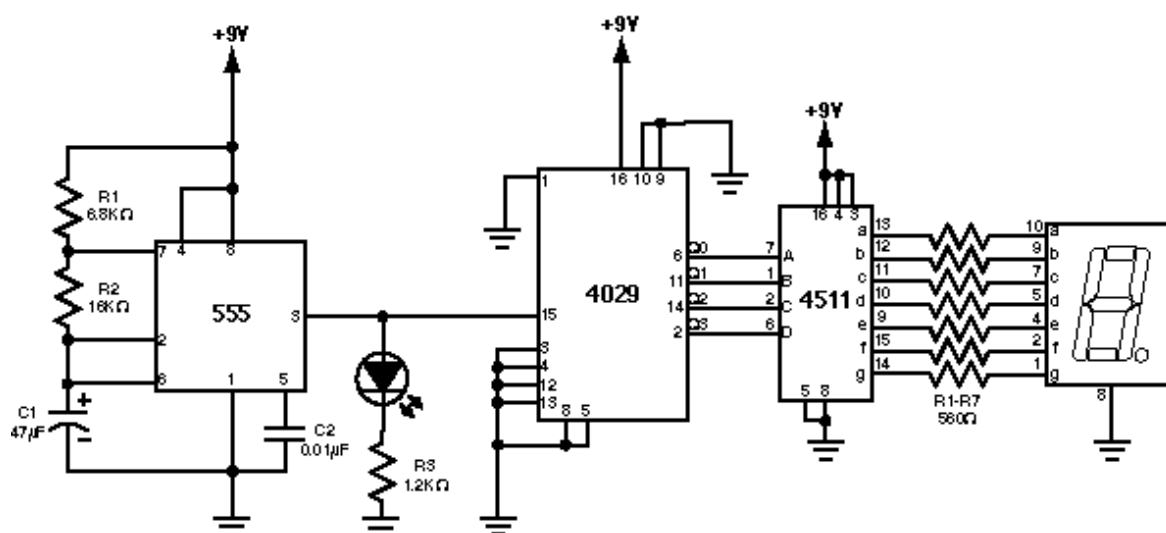 +9V
R1
6.8KΩ
R2
16KΩ
C1
47µF
+
-
7
4
8
555
2
6
1
5
3
C2
0.01µF
R3
1.2KΩ
+9V
1
16
10
9
4029
15
3
4
12
13
8
5
6
11
14
2
Q0
Q1
Q2
Q3
+9V
7
1
2
6
A
B
C
D
16
4
3
4511
5
8
a
b
c
d
e
f
g
13
12
11
10
9
15
14
R1-R7
560Ω
10
9
7
5
4
2
1
a
b
c
d
e
f
g
8